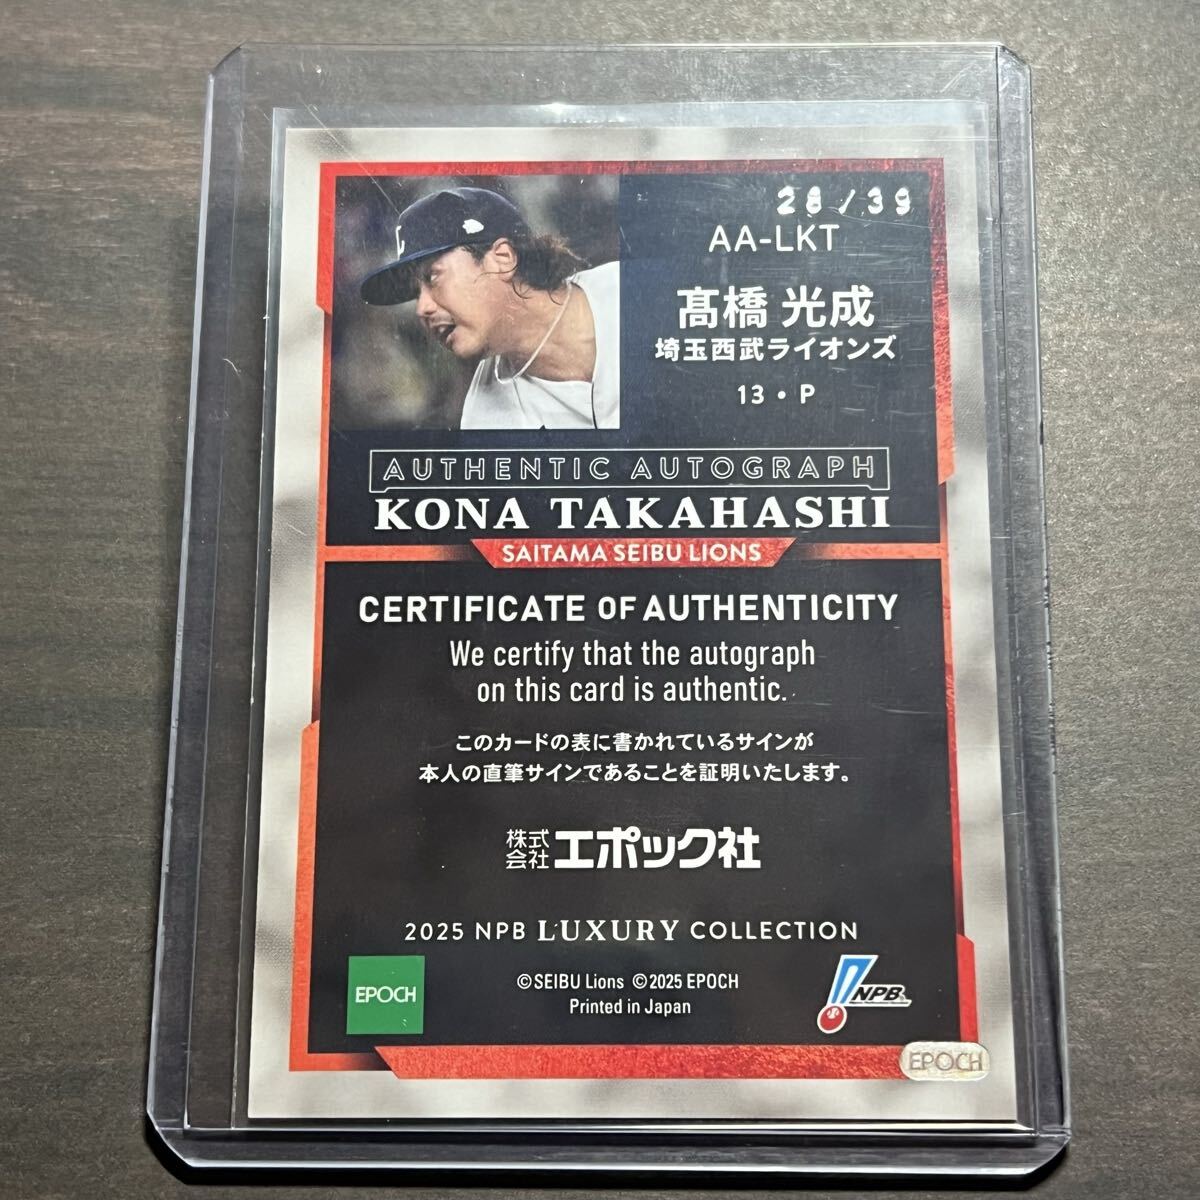 28/39
AA-LKT
髙橋 光成
埼玉西武ライオンズ
13・P
AUTHENTIC AUTOGRAPH
KONA TAKAHASHI
SAITAMA SEIBU LIONS
CERTIFICATE OF AUTHENTICITY
We certify that the autograph
on this card is authentic.
このカードの表に書かれているサインが
本人の直筆サインであることを証明いたします。
株式会社エポック社
2025 NPB LUXURY COLLECTION
EPOCH
©SEIBU Lions ©2025 EPOCH
Printed in Japan
NPB
EPOCH